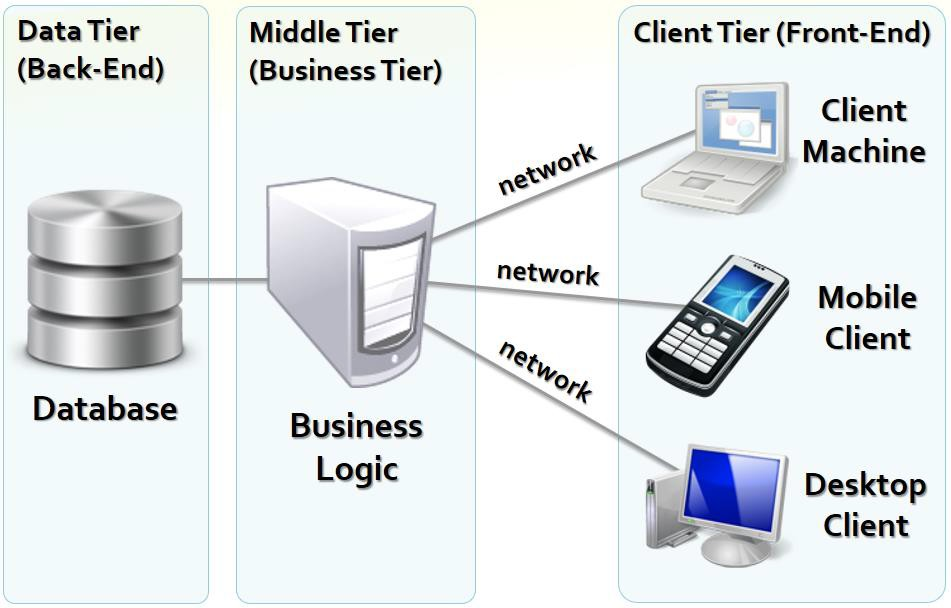 Data Tier
(Back-End)
Database
Middle Tier
(Business Tier)
Business
Logic
network
network
network
Client Tier (Front-End)
Client
Machine
Mobile
Client
Desktop
Client